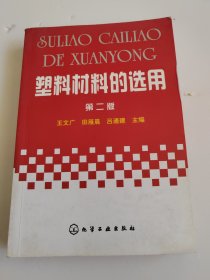 SULIAO CAILIAO
DE XUANYONG
塑料材料的选用
第二版
王文广 田雁晨 吕通建 主编
化学工业出版社